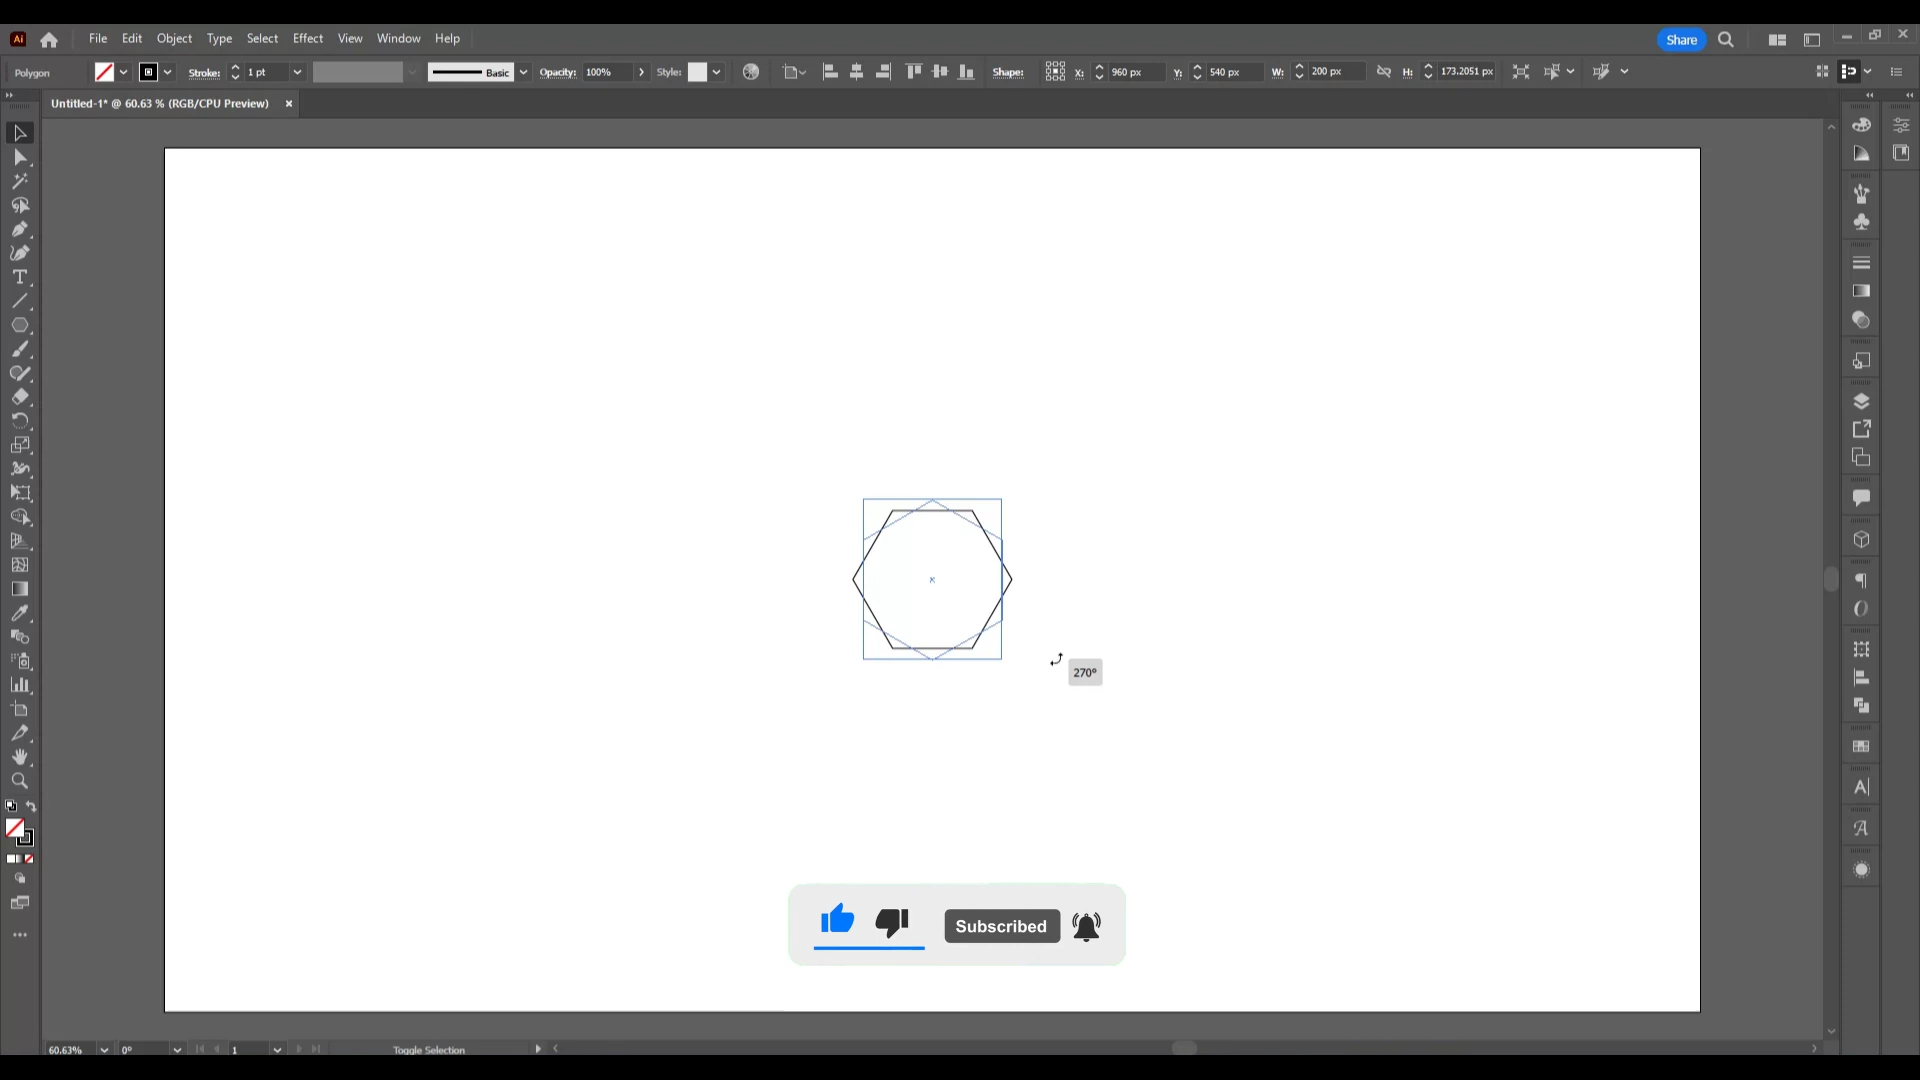 Ai File Edit Object Type Select Effect View Window Help Share
Polygon Stroke: 1 pt Basic Opacity: 100% Style: Shape: X: 960 px Y: 540 px W: 200 px H: 173.2051 px
Untitled-1* @ 60.63 % (RGB/CPU Preview)
270°
Subscribed
60.63% 0° 1 Toggle Selection